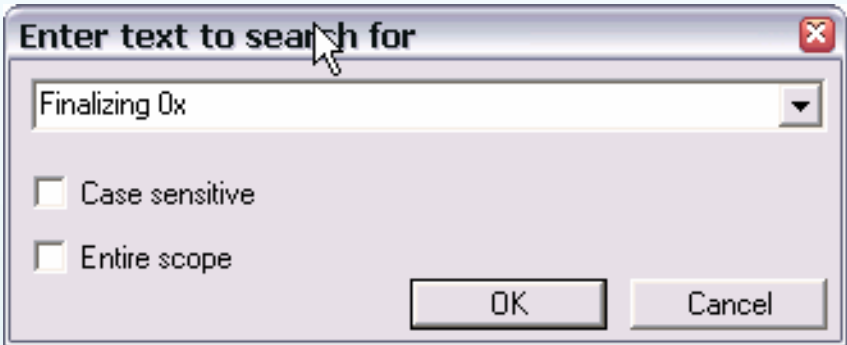 Enter text to search for
Finalizing 0x
Case sensitive
Entire scope
OK Cancel